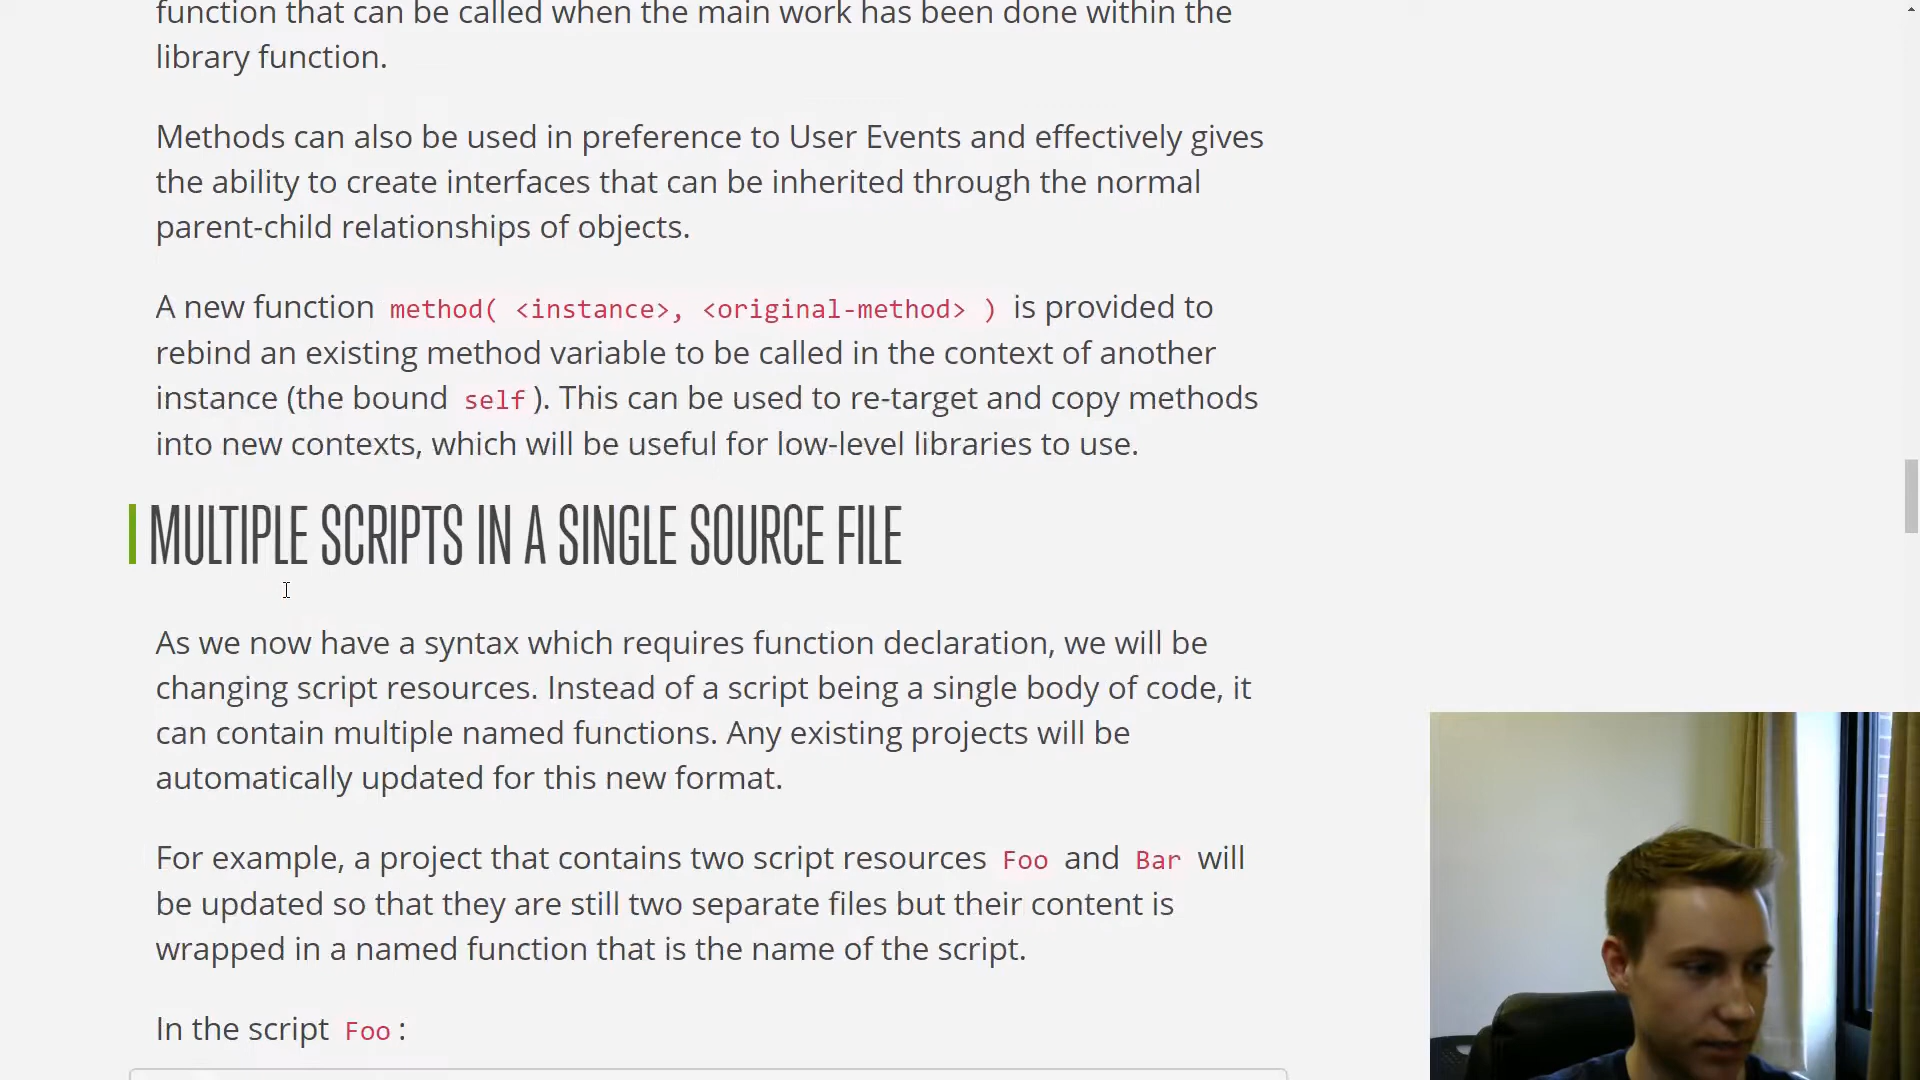 function that can be called when the main work has been done within the
library function.
Methods can also be used in preference to User Events and effectively gives
the ability to create interfaces that can be inherited through the normal
parent-child relationships of objects.
A new function method( <instance>, <original-method> ) is provided to
rebind an existing method variable to be called in the context of another
instance (the bound self). This can be used to re-target and copy methods
into new contexts, which will be useful for low-level libraries to use.
MULTIPLE SCRIPTS IN A SINGLE SOURCE FILE
As we now have a syntax which requires function declaration, we will be
changing script resources. Instead of a script being a single body of code, it
can contain multiple named functions. Any existing projects will be
automatically updated for this new format.
For example, a project that contains two script resources Foo and Bar will
be updated so that they are still two separate files but their content is
wrapped in a named function that is the name of the script.
In the script Foo: